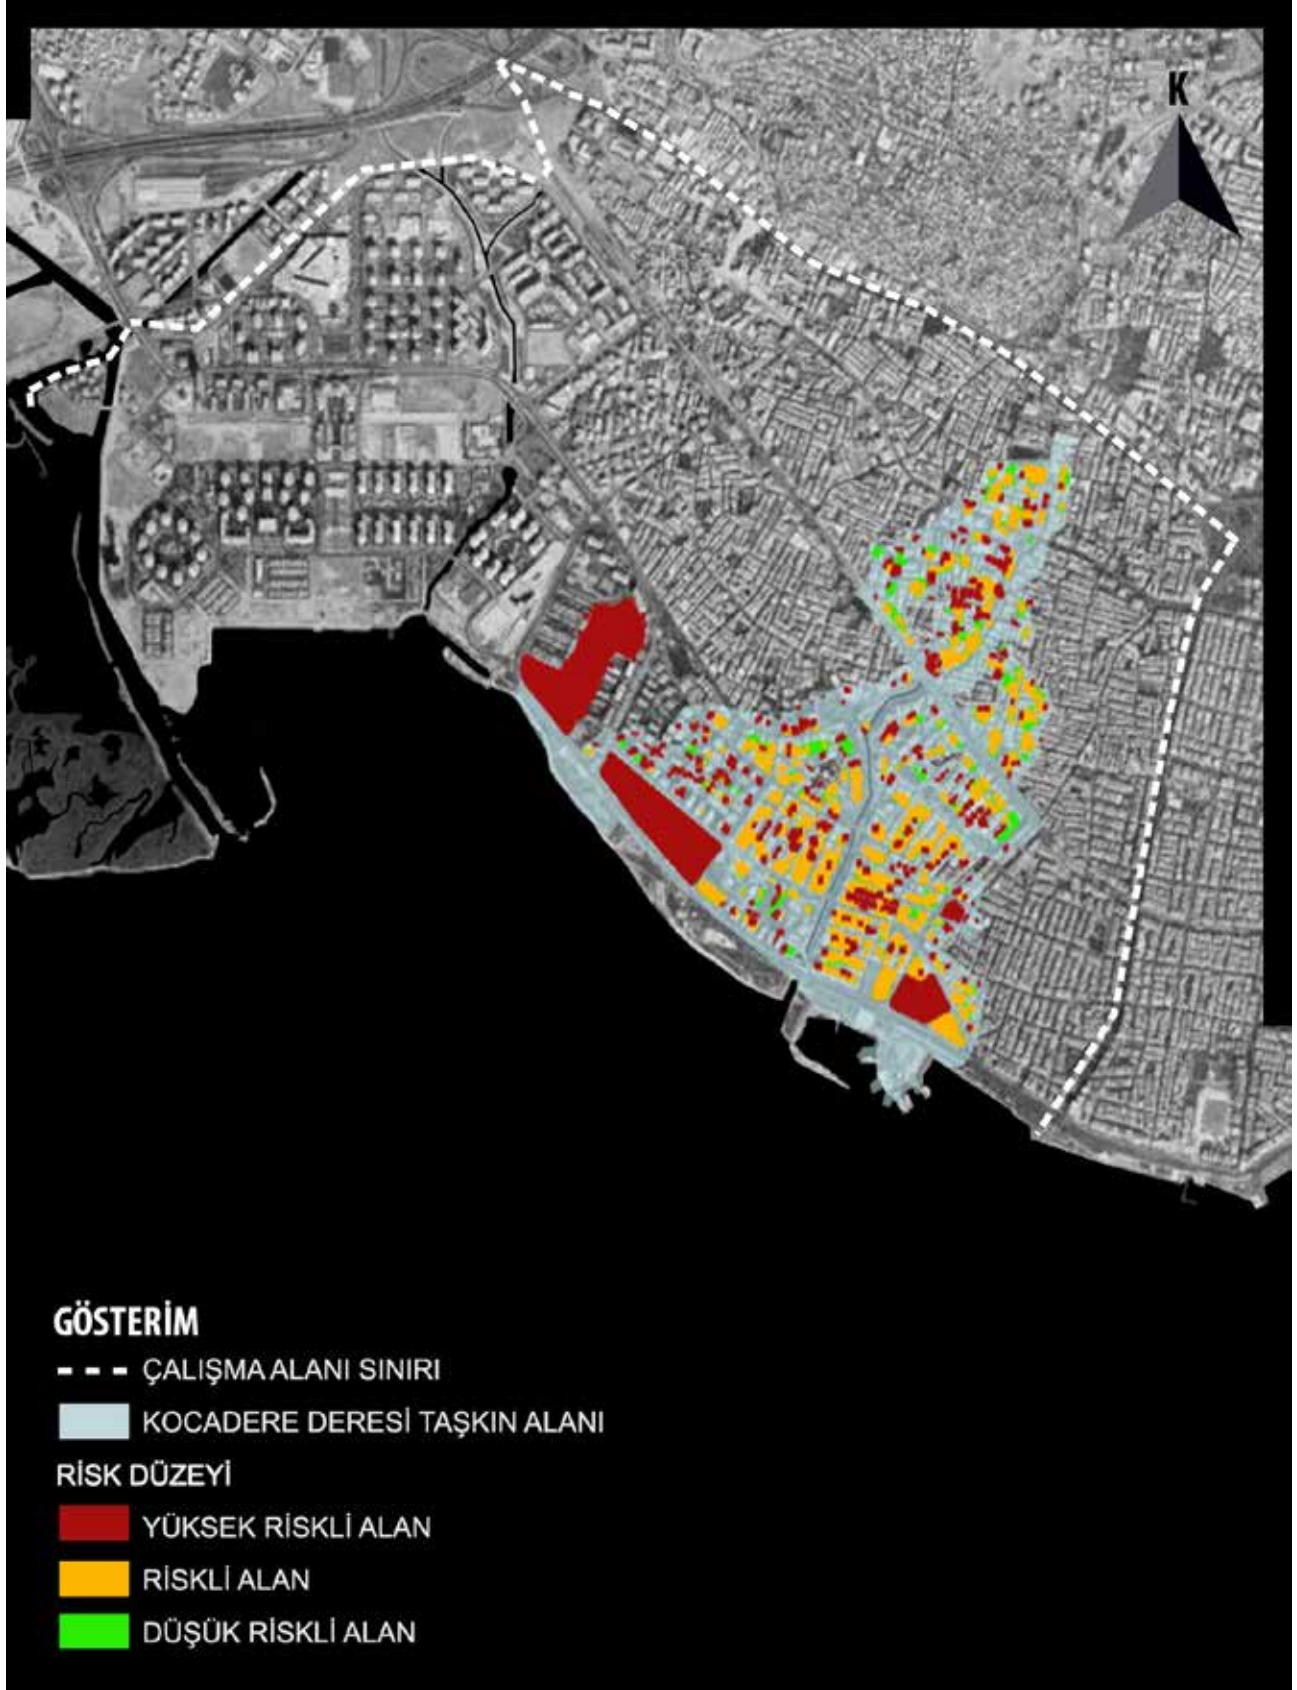 K
GÖSTERİM
ÇALIŞMA ALANI SINIRI
KOCADERE DERESİ TAŞKIN ALANI
RİSK DÜZEYİ
YÜKSEK RİSKLİ ALAN
RİSKLİ ALAN
DÜŞÜK RİSKLİ ALAN